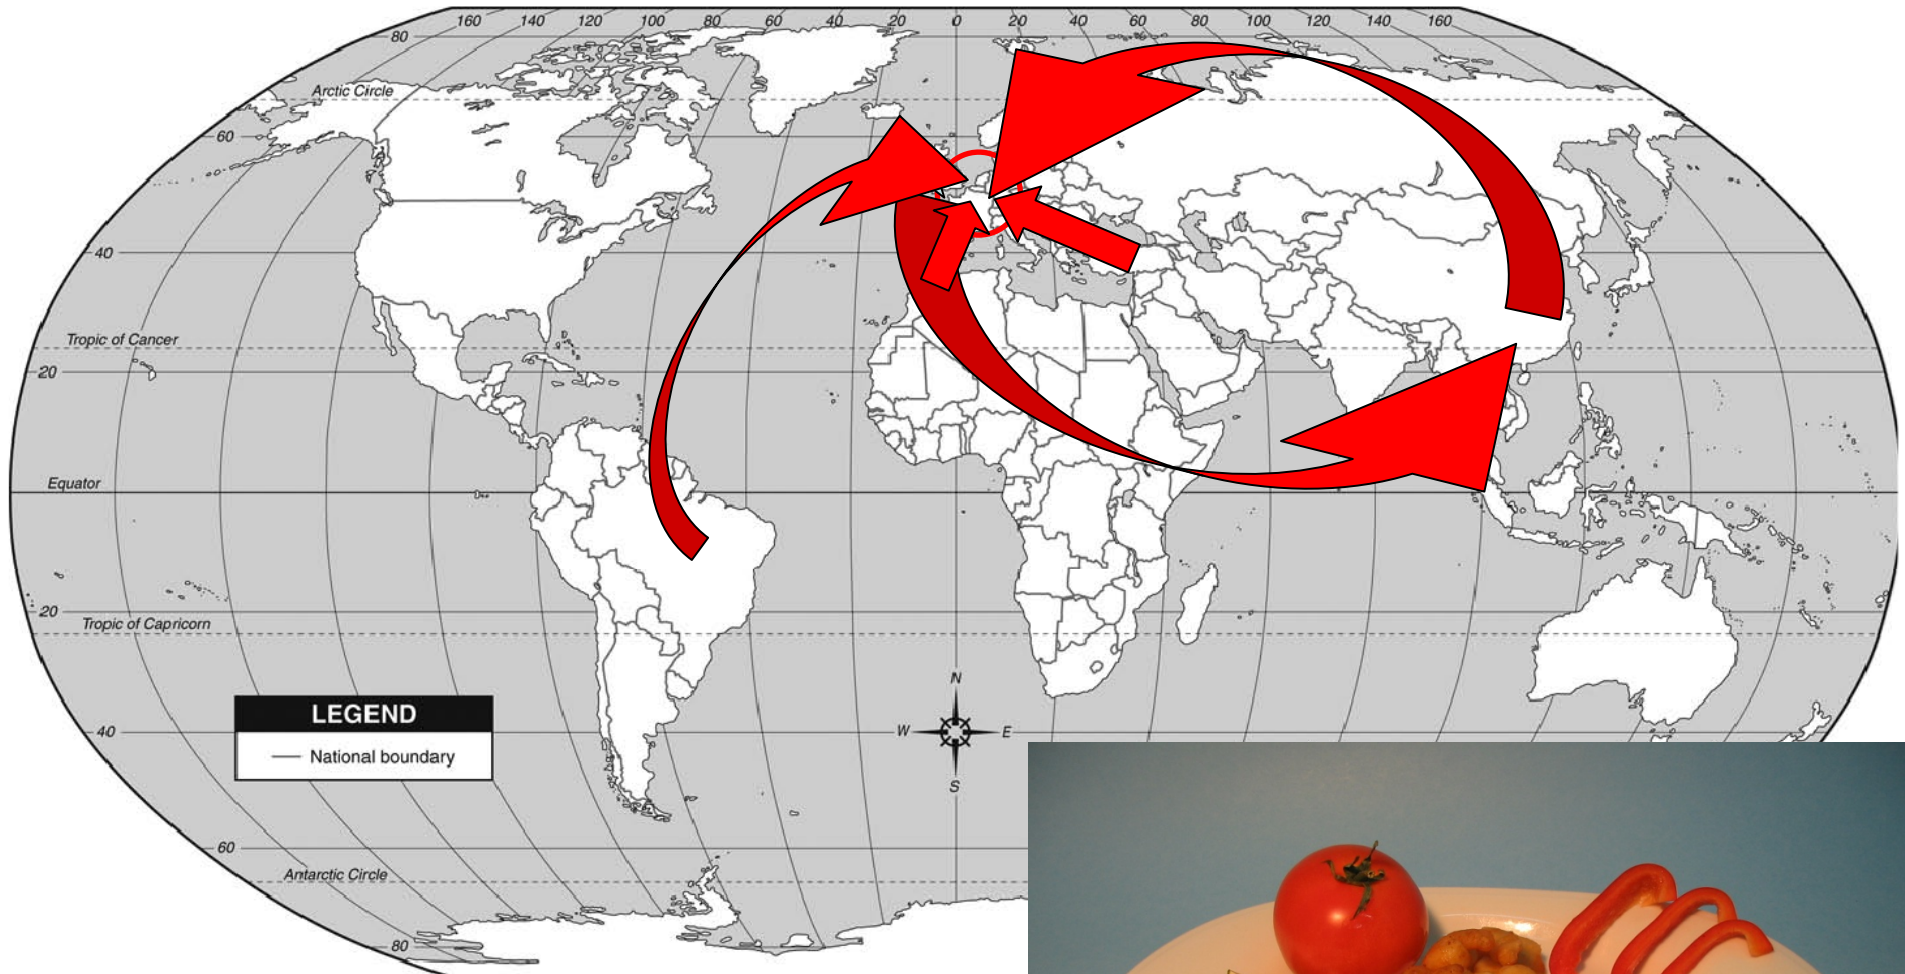 160 140 120 100 80 60 40 20 0 20 40 60 80 100 120 140 160
80
Arctic Circle
60
40
Tropic of Cancer
20
Equator
20
Tropic of Capricorn
N
LEGEND
40
W E
National boundary
S
60
Antarctic Circle
80